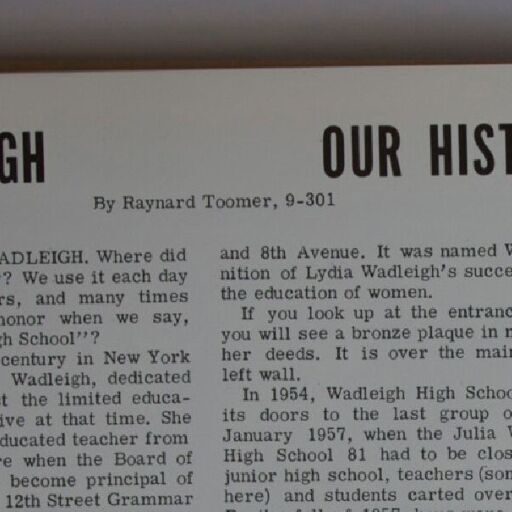 GH OUR HIST
By Raynard Toomer, 9-301
ADLEIGH. Where did
? We use it each day
rs, and many times
honor when we say,
gh School"?
century in New York
Wadleigh, dedicated
t the limited educa-
ive at that time. She
ducated teacher from
e when the Board of
become principal of
12th Street Grammar
and 8th Avenue. It was named W
nition of Lydia Wadleigh's succe
the education of women.
If you look up at the entranc
you will see a bronze plaque in m
her deeds. It is over the main
left wall.
In 1954, Wadleigh High Schoo
its doors to the last group o
January 1957, when the Julia W
High School 81 had to be clos
junior high school, teachers (som
here) and students carted over